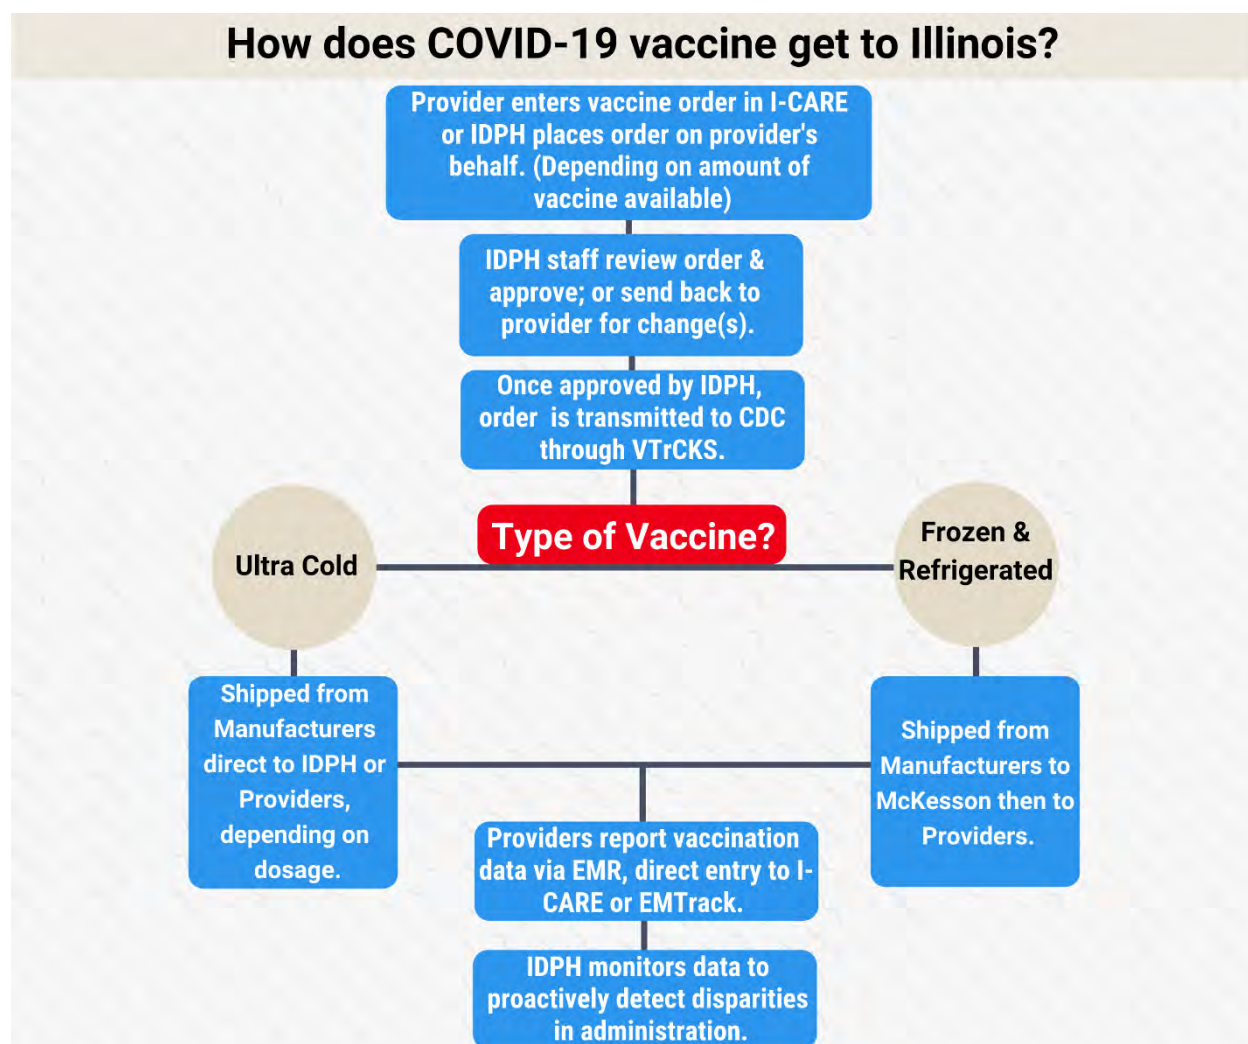 How does COVID-19 vaccine get to Illinois?
Provider enters vaccine order in I-CARE
or IDPH places order on provider's
behalf. (Depending on amount of
vaccine available)
IDPH staff review order &
approve; or send back to
provider for change(s).
Once approved by IDPH,
order is transmitted to CDC
through VTrCKS.
Type of Vaccine?
Ultra Cold
Frozen &
Refrigerated
Shipped from
Manufacturers
direct to IDPH or
Providers,
depending on
dosage.
Shipped from
Manufacturers to
McKesson then to
Providers.
Providers report vaccination
data via EMR, direct entry to I-
CARE or EMTrack.
IDPH monitors data to
proactively detect disparities
in administration.